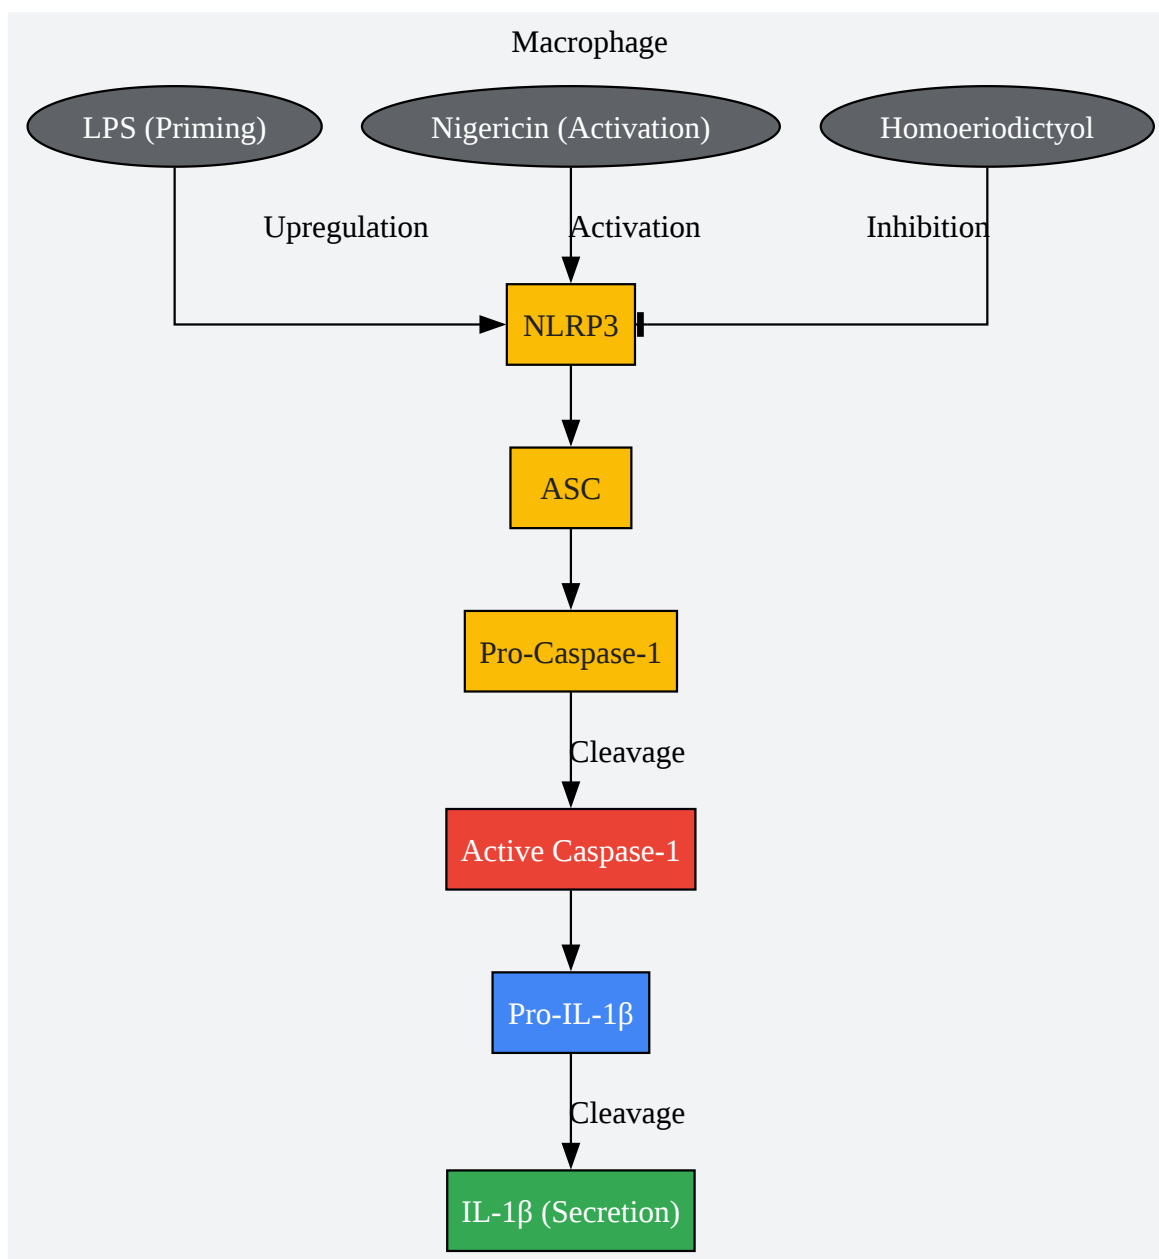 Macrophage
LPS (Priming)
Nigericin (Activation)
Homoeriodictyol
Upregulation
Activation
Inhibition
NLRP3
ASC
Pro-Caspase-1
Cleavage
Active Caspase-1
Pro-IL-1β
Cleavage
IL-1β (Secretion)